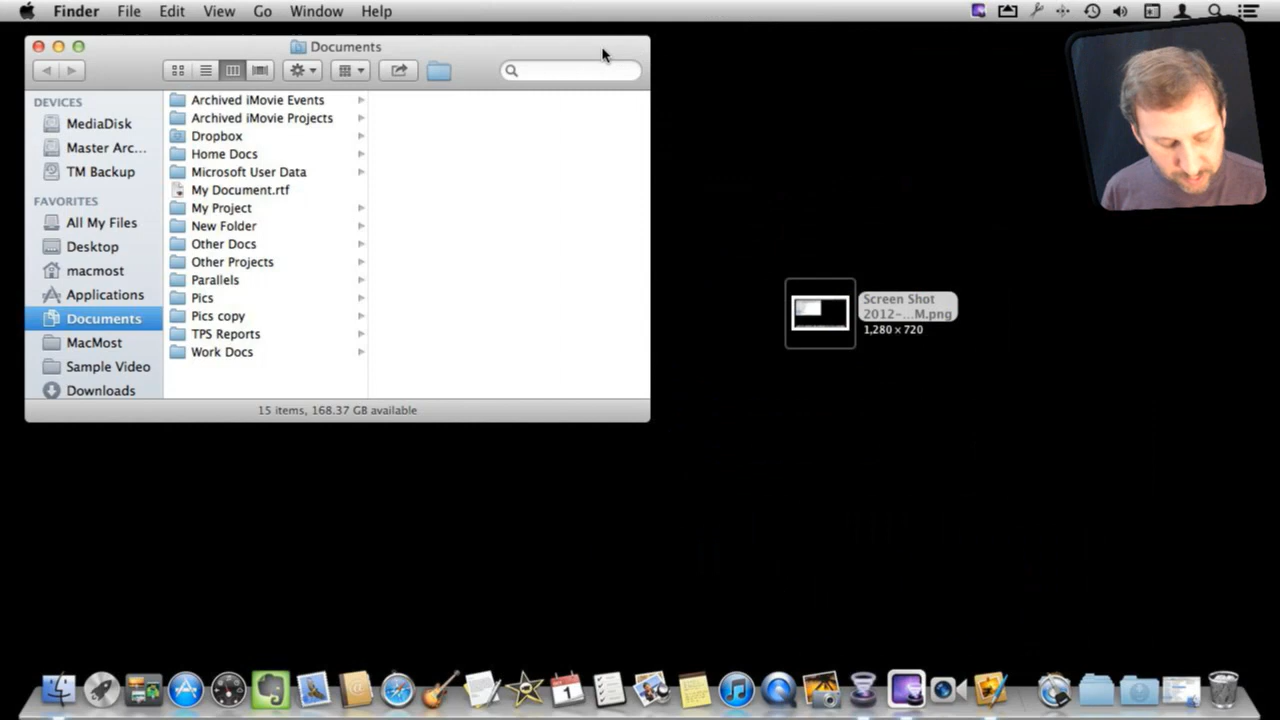 Finder File Edit View Go Window Help
Documents
DEVICES
MediaDisk
Master Arc...
TM Backup
FAVORITES
All My Files
Desktop
macmost
Applications
Documents
MacMost
Sample Video
Downloads
Archived iMovie Events
Archived iMovie Projects
Dropbox
Home Docs
Microsoft User Data
My Document.rtf
My Project
New Folder
Other Docs
Other Projects
Parallels
Pics
Pics copy
TPS Reports
Work Docs
15 items, 168.37 GB available
Screen Shot
2012-...M.png
1,280 × 720
1